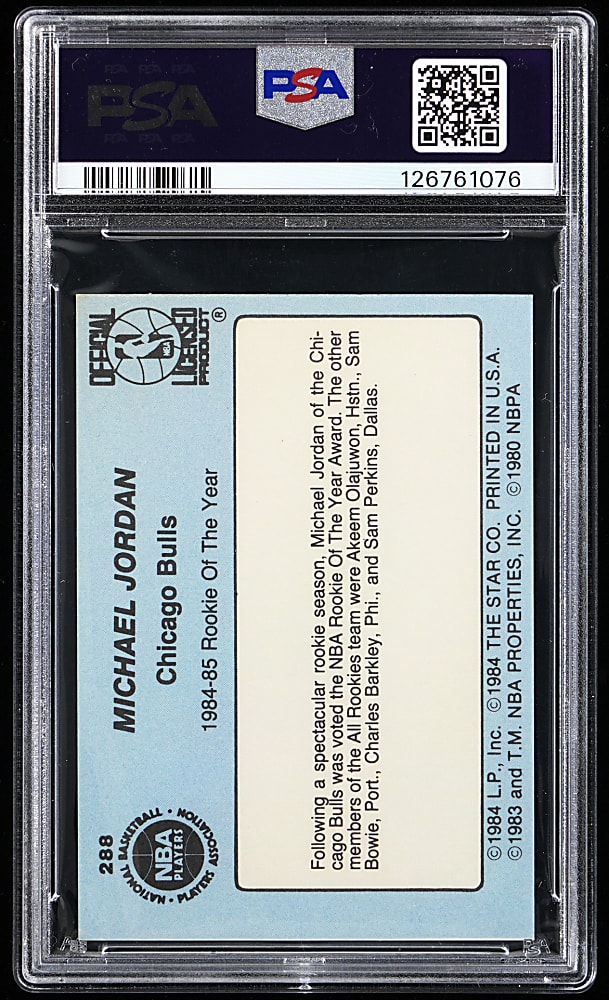 PSA
PSA
126761076
288
NATIONAL BASKETBALL
PLAYERS ASSOCIATION
NBA
PLAYERS
MICHAEL JORDAN
Chicago Bulls
1984-85 Rookie Of The Year
OFFICIAL
NBA
LICENSED
PRODUCT ®
Following a spectacular rookie season, Michael Jordan of the Chi-
cago Bulls was voted the NBA Rookie Of The Year Award. The other
members of the All Rookies team were Akeem Olajuwon, Hstn., Sam
Bowie, Port., Charles Barkley, Phi., and Sam Perkins, Dallas.
©1984 L.P., Inc. ©1984 THE STAR CO. PRINTED IN U.S.A.
©1983 and T.M. NBA PROPERTIES, INC. ©1980 NBPA